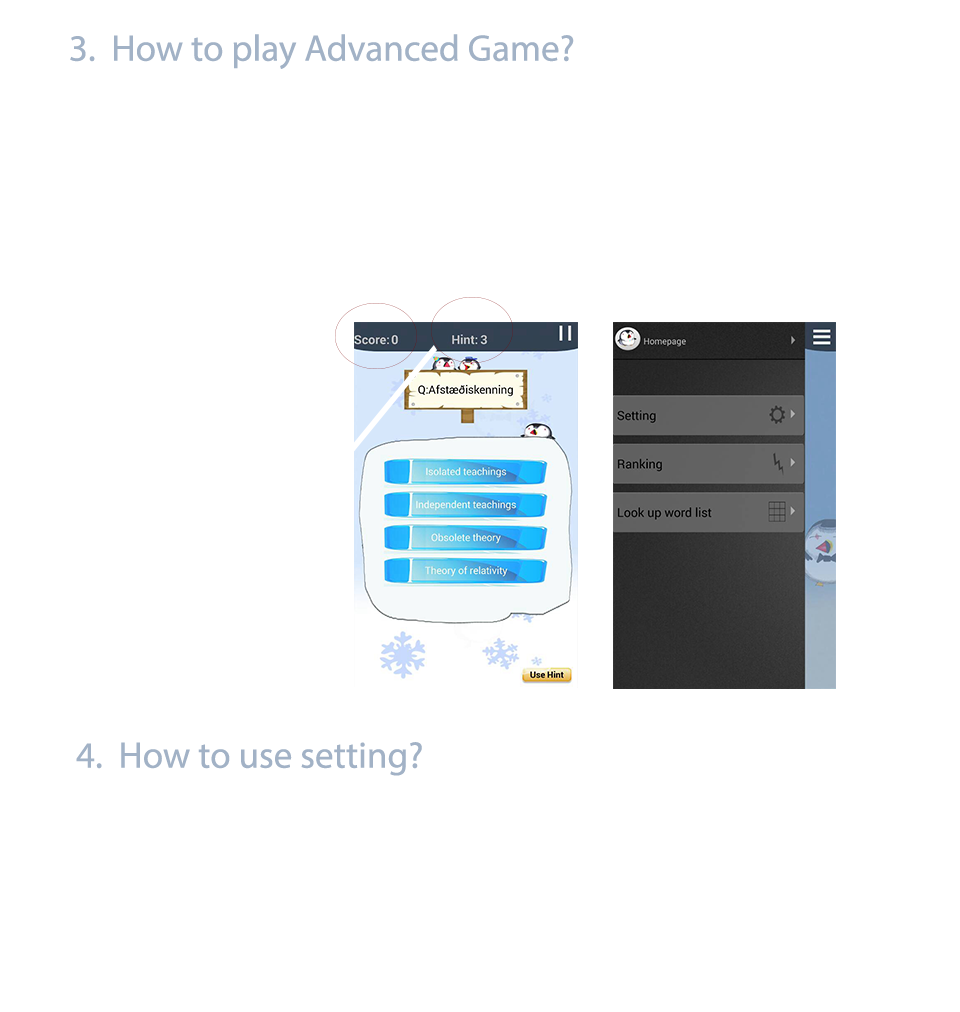 3. How to play Advanced Game?
Score: 0
Hint: 3
Q:Afstæðiskenning
Isolated teachings
Independent teachings
Obsolete theory
Theory of relativity
Use Hint
Homepage
Setting
Ranking
Look up word list
4. How to use setting?